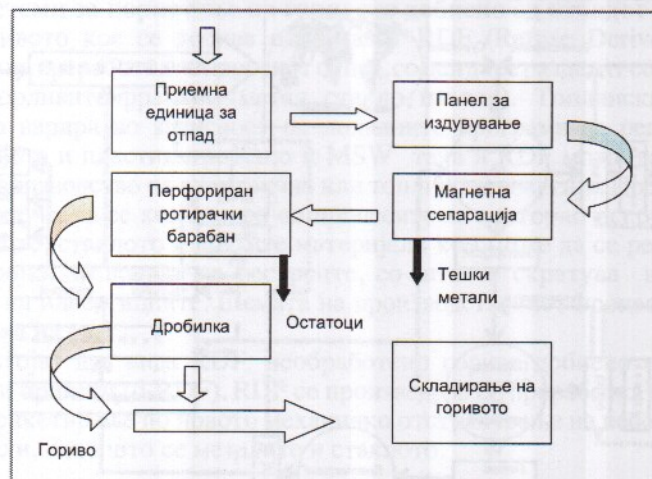 Приемна
единица за
отпад
Панел за
издувување
Магнетна
сепарација
Перфориран
ротирачки
барабан
Тешки
метали
Дробилка
Остатоци
Складирање на
горивото
Гориво